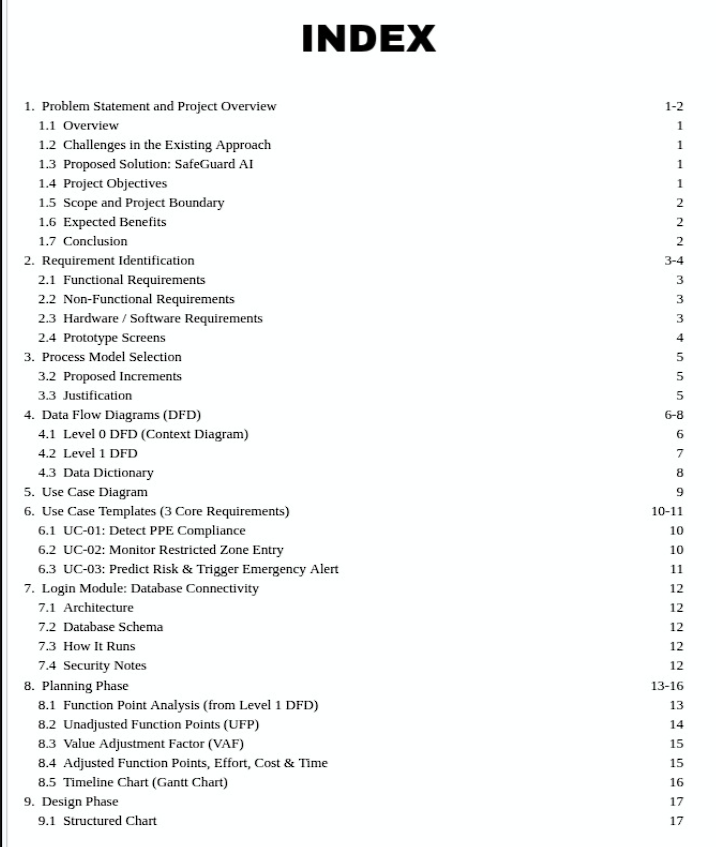 INDEX
1. Problem Statement and Project Overview 1-2
1.1 Overview 1
1.2 Challenges in the Existing Approach 1
1.3 Proposed Solution: SafeGuard AI 1
1.4 Project Objectives 1
1.5 Scope and Project Boundary 2
1.6 Expected Benefits 2
1.7 Conclusion 2
2. Requirement Identification 3-4
2.1 Functional Requirements 3
2.2 Non-Functional Requirements 3
2.3 Hardware / Software Requirements 3
2.4 Prototype Screens 4
3. Process Model Selection 5
3.2 Proposed Increments 5
3.3 Justification 5
4. Data Flow Diagrams (DFD) 6-8
4.1 Level 0 DFD (Context Diagram) 6
4.2 Level 1 DFD 7
4.3 Data Dictionary 8
5. Use Case Diagram 9
6. Use Case Templates (3 Core Requirements) 10-11
6.1 UC-01: Detect PPE Compliance 10
6.2 UC-02: Monitor Restricted Zone Entry 10
6.3 UC-03: Predict Risk & Trigger Emergency Alert 11
7. Login Module: Database Connectivity 12
7.1 Architecture 12
7.2 Database Schema 12
7.3 How It Runs 12
7.4 Security Notes 12
8. Planning Phase 13-16
8.1 Function Point Analysis (from Level 1 DFD) 13
8.2 Unadjusted Function Points (UFP) 14
8.3 Value Adjustment Factor (VAF) 15
8.4 Adjusted Function Points, Effort, Cost & Time 15
8.5 Timeline Chart (Gantt Chart) 16
9. Design Phase 17
9.1 Structured Chart 17